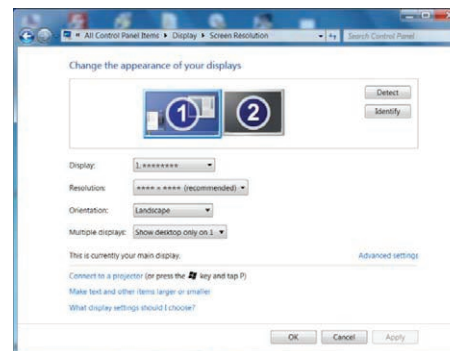 « All Control Panel Items ▸ Display ▸ Screen Resolution
Search Control Panel
Change the appearance of your displays
1 2
Detect
Identify
Display: 1. ********
Resolution: **** × **** (recommended)
Orientation: Landscape
Multiple displays: Show desktop only on 1
This is currently your main display.
Advanced settings
Connect to a projector (or press the key and tap P)
Make text and other items larger or smaller
What display settings should I choose?
OK Cancel Apply